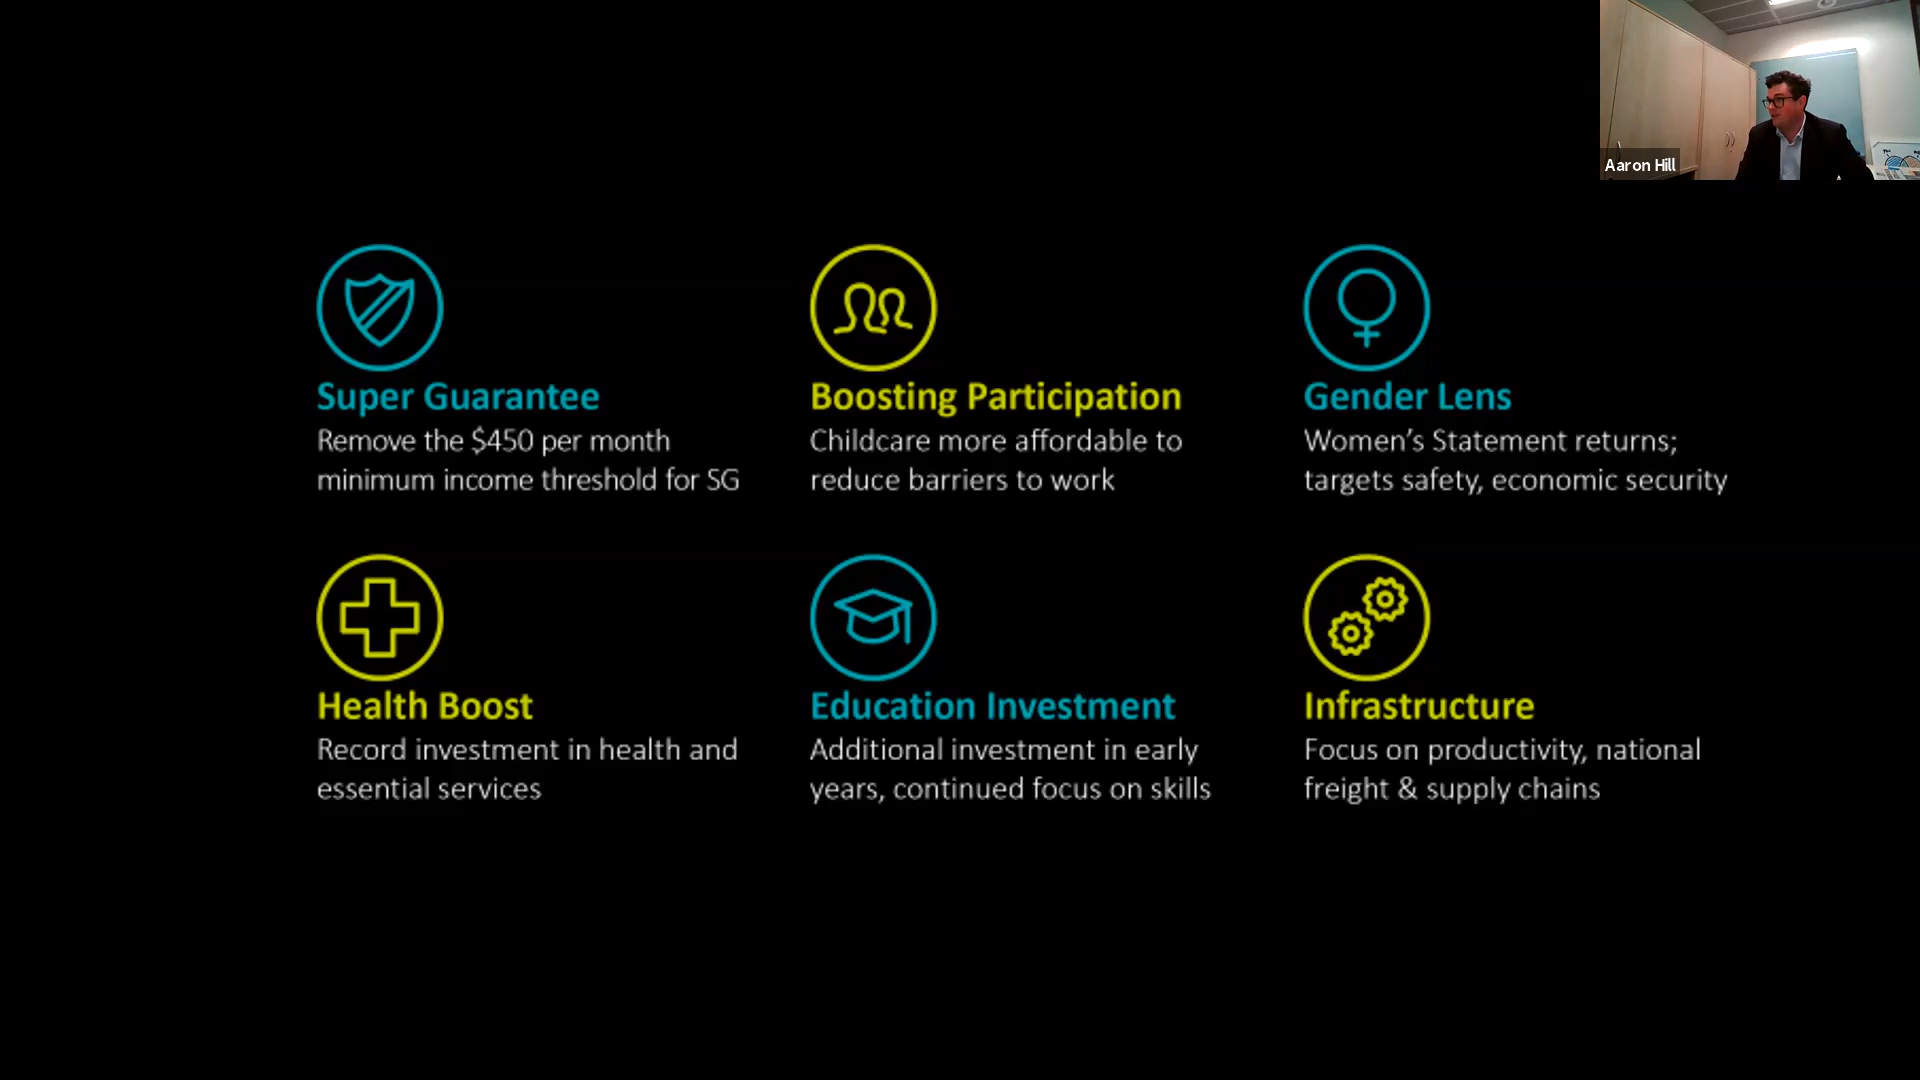 Aaron Hill
Super Guarantee
Remove the $450 per month
minimum income threshold for SG
Boosting Participation
Childcare more affordable to
reduce barriers to work
Gender Lens
Women’s Statement returns;
targets safety, economic security
Health Boost
Record investment in health and
essential services
Education Investment
Additional investment in early
years, continued focus on skills
Infrastructure
Focus on productivity, national
freight & supply chains